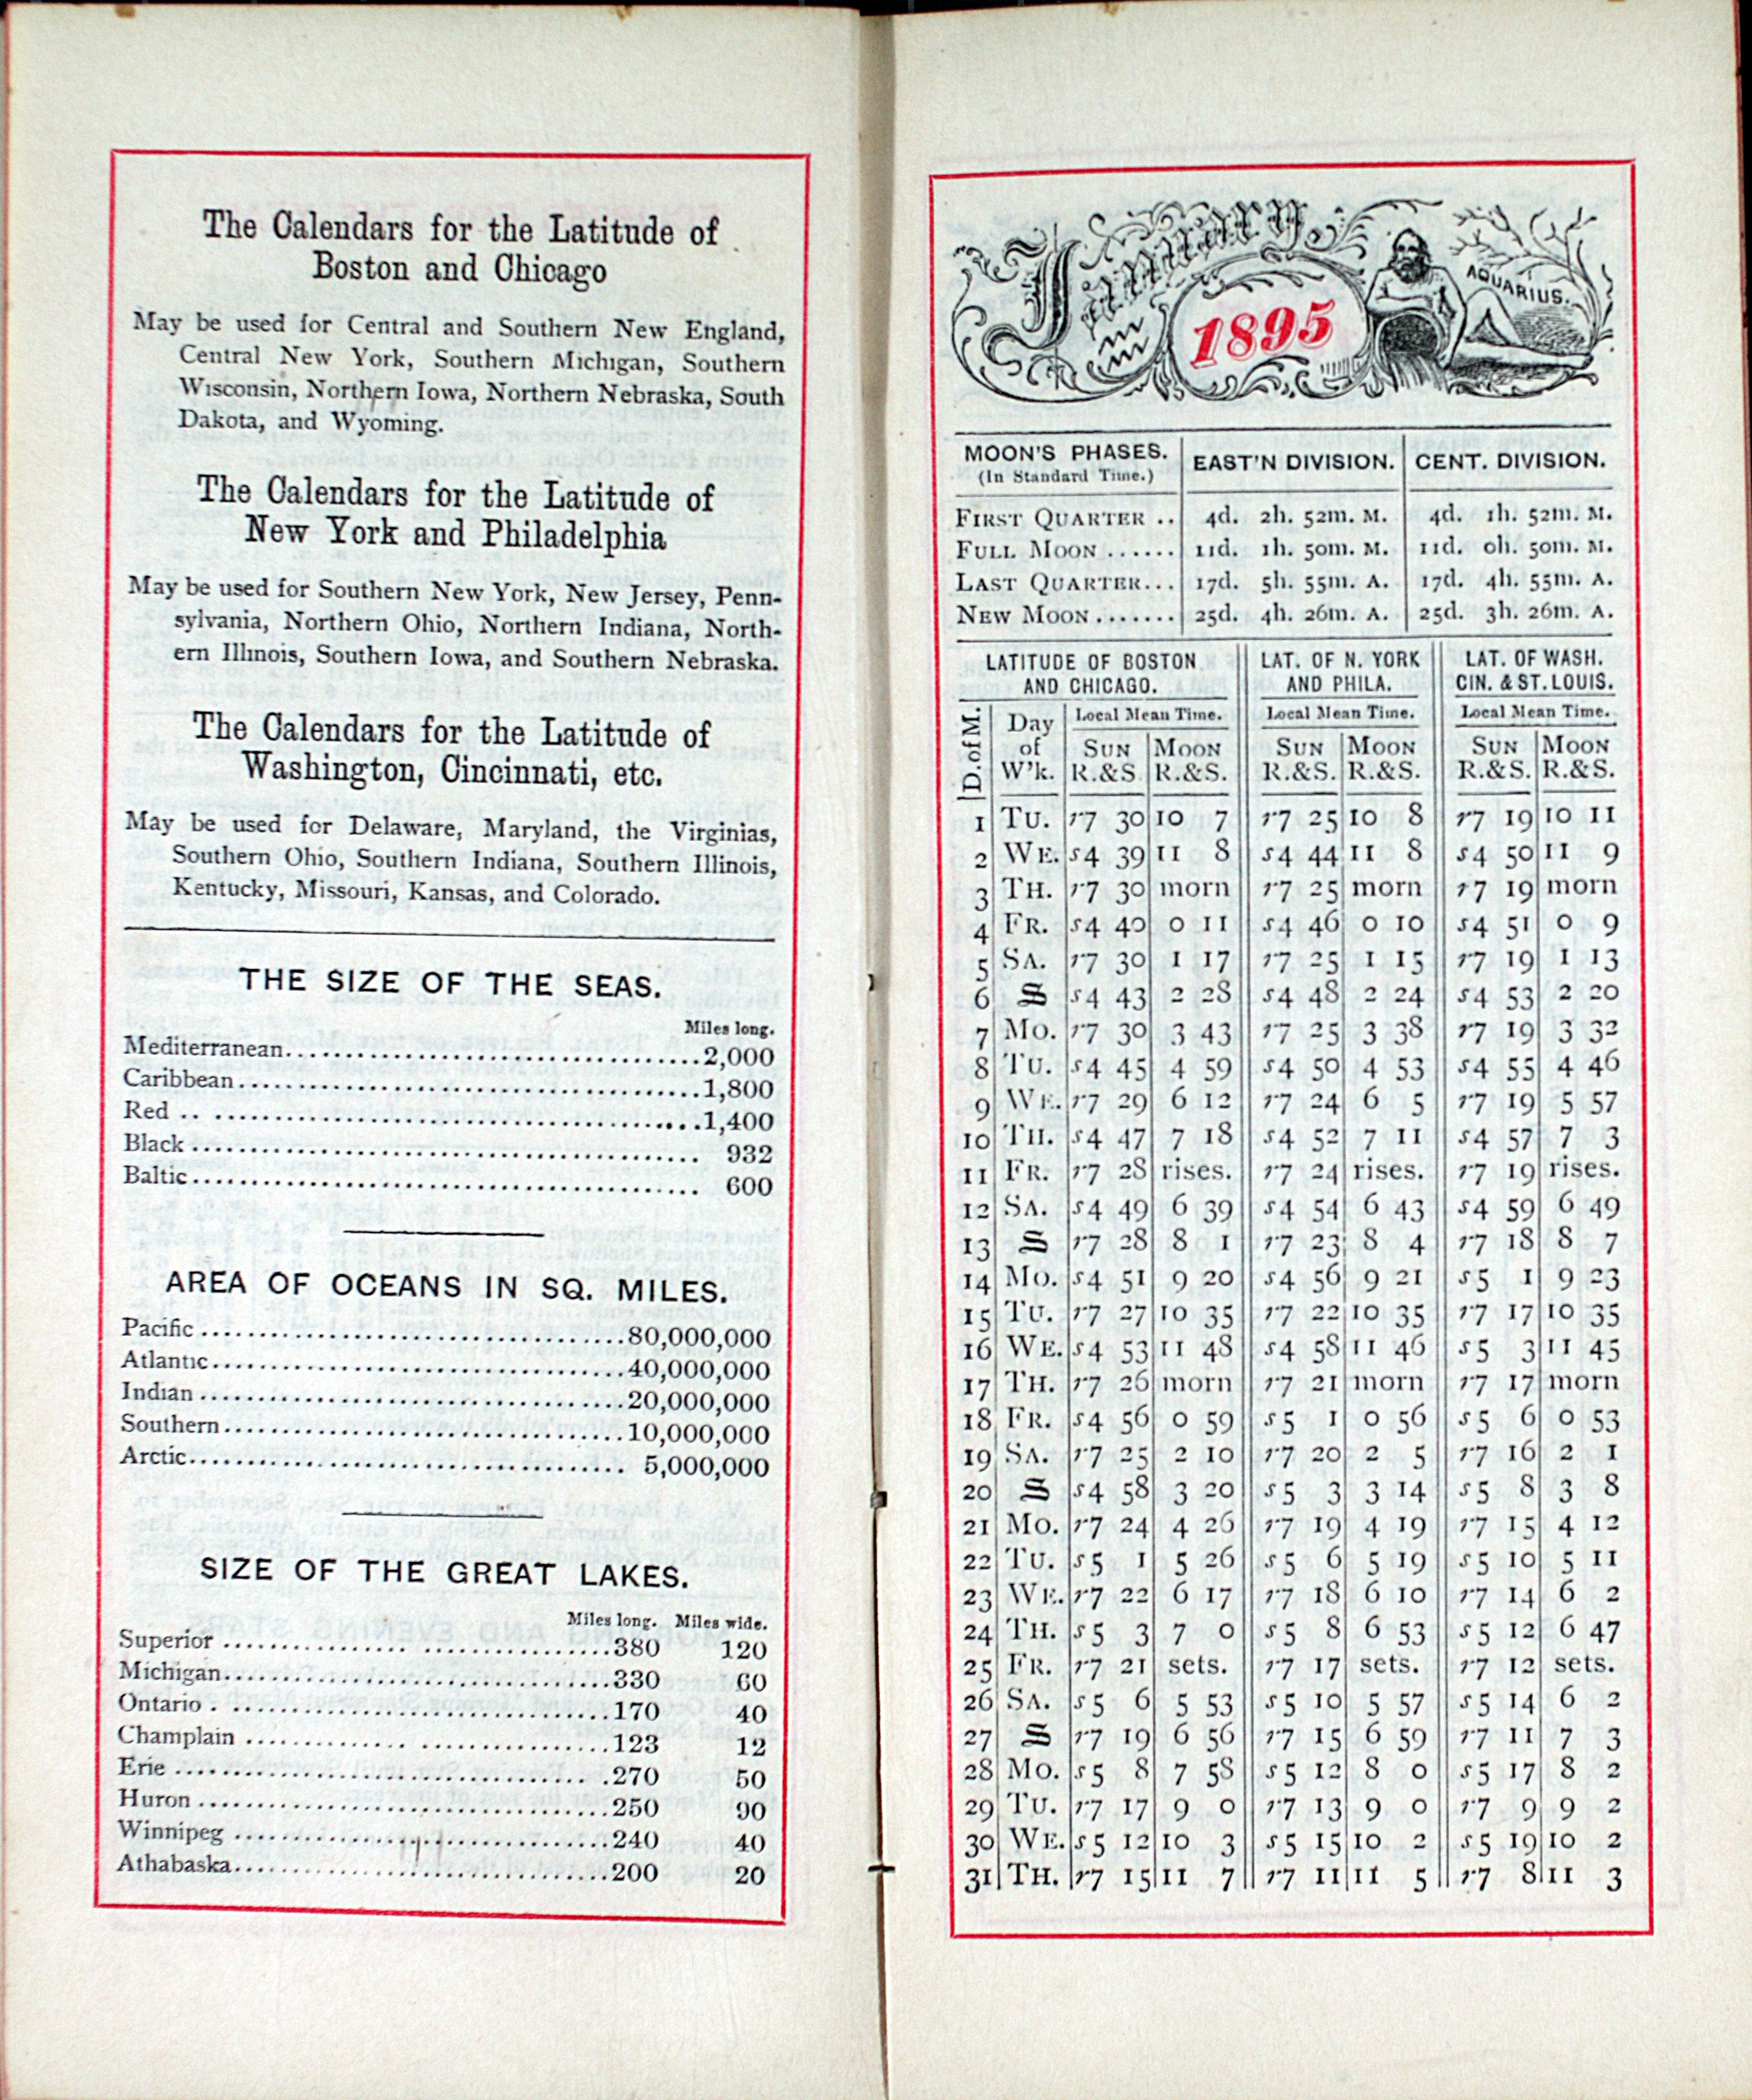 The Calendars for the Latitude of
Boston and Chicago
May be used for Central and Southern New England,
Central New York, Southern Michigan, Southern
Wisconsin, Northern Iowa, Northern Nebraska, South
Dakota, and Wyoming.
The Calendars for the Latitude of
New York and Philadelphia
May be used for Southern New York, New Jersey, Penn-
sylvania, Northern Ohio, Northern Indiana, North-
ern Illinois, Southern Iowa, and Southern Nebraska.
The Calendars for the Latitude of
Washington, Cincinnati, etc.
May be used for Delaware, Maryland, the Virginias,
Southern Ohio, Southern Indiana, Southern Illinois,
Kentucky, Missouri, Kansas, and Colorado.
THE SIZE OF THE SEAS.
Miles long.
Mediterranean........2,000
Caribbean........1,800
Red........1,400
Black........ 932
Baltic........ 600
AREA OF OCEANS IN SQ. MILES.
Pacific........80,000,000
Atlantic........40,000,000
Indian........20,000,000
Southern........10,000,000
Arctic........ 5,000,000
SIZE OF THE GREAT LAKES.
Miles long. Miles wide.
Superior........380 120
Michigan........330 60
Ontario........170 40
Champlain........123 12
Erie........270 50
Huron........250 90
Winnipeg........240 40
Athabaska........200 20
January,
AQUARIUS.
1895
MOON'S PHASES. (In Standard Time.) EAST'N DIVISION. CENT. DIVISION.
FIRST QUARTER .. 4d. 2h. 52m. M. 4d. 1h. 52m. M.
FULL MOON ...... 11d. 1h. 50m. M. 11d. 0h. 50m. M.
LAST QUARTER... 17d. 5h. 55m. A. 17d. 4h. 55m. A.
NEW MOON....... 25d. 4h. 26m. A. 25d. 3h. 26m. A.
LATITUDE OF BOSTON LAT. OF N. YORK LAT. OF WASH.
AND CHICAGO. AND PHILA. CIN. & ST. LOUIS.
D. of M. Day of W'k. Local Mean Time. Local Mean Time. Local Mean Time.
SUN MOON SUN MOON SUN MOON
R.&S. R.&S. R.&S. R.&S. R.&S. R.&S.
1 TU. r7 30 10 7 r7 25 10 8 r7 19 10 11
2 WE. s4 39 11 8 s4 44 11 8 s4 50 11 9
3 TH. r7 30 morn r7 25 morn r7 19 morn
4 FR. s4 40 0 11 s4 46 0 10 s4 51 0 9
5 SA. r7 30 1 17 r7 25 1 15 r7 19 1 13
6 S s4 43 2 28 s4 48 2 24 s4 53 2 20
7 MO. r7 30 3 43 r7 25 3 38 r7 19 3 32
8 TU. s4 45 4 59 s4 50 4 53 s4 55 4 46
9 WE. r7 29 6 12 r7 24 6 5 r7 19 5 57
10 TH. s4 47 7 18 s4 52 7 11 s4 57 7 3
11 FR. r7 28 rises. r7 24 rises. r7 19 rises.
12 SA. s4 49 6 39 s4 54 6 43 s4 59 6 49
13 S r7 28 8 1 r7 23 8 4 r7 18 8 7
14 MO. s4 51 9 20 s4 56 9 21 s5 1 9 23
15 TU. r7 27 10 35 r7 22 10 35 r7 17 10 35
16 WE. s4 53 11 48 s4 58 11 46 s5 3 11 45
17 TH. r7 26 morn r7 21 morn r7 17 morn
18 FR. s4 56 0 59 s5 1 0 56 s5 6 0 53
19 SA. r7 25 2 10 r7 20 2 5 r7 16 2 1
20 S s4 58 3 20 s5 3 3 14 s5 8 3 8
21 MO. r7 24 4 26 r7 19 4 19 r7 15 4 12
22 TU. s5 1 5 26 s5 6 5 19 s5 10 5 11
23 WE. r7 22 6 17 r7 18 6 10 r7 14 6 2
24 TH. s5 3 7 0 s5 8 6 53 s5 12 6 47
25 FR. r7 21 sets. r7 17 sets. r7 12 sets.
26 SA. s5 6 5 53 s5 10 5 57 s5 14 6 2
27 S r7 19 6 56 r7 15 6 59 r7 11 7 3
28 MO. s5 8 7 58 s5 12 8 0 s5 17 8 2
29 TU. r7 17 9 0 r7 13 9 0 r7 9 9 2
30 WE. s5 12 10 3 s5 15 10 2 s5 19 10 2
31 TH. r7 15 11 7 r7 11 11 5 r7 8 11 3